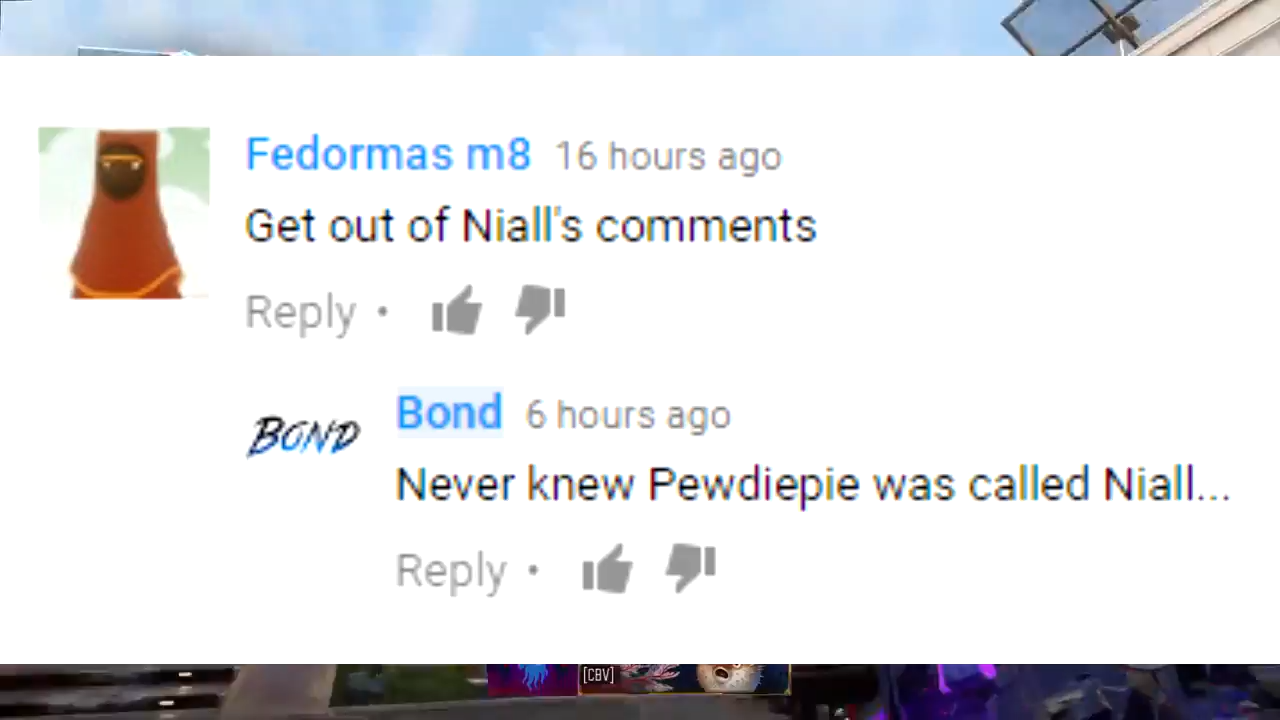 Fedormas m8 16 hours ago
Get out of Niall's comments
Reply •
BOND
Bond 6 hours ago
Never knew Pewdiepie was called Niall...
Reply •
[CBV]